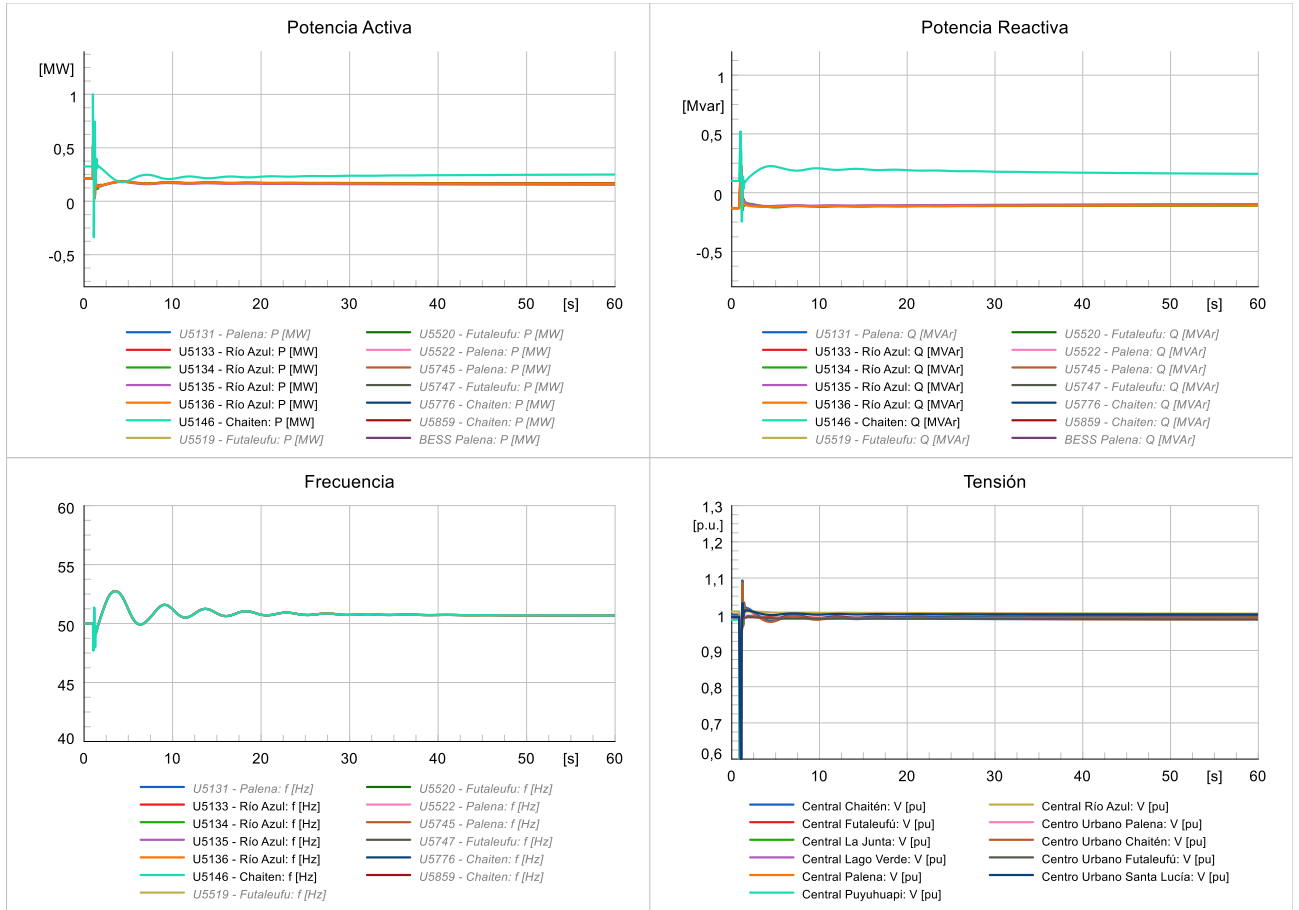 Potencia Activa
[MW]
1
0,5
0
-0,5
0 10 20 30 40 [s] 60
U5131 - Palena: P [MW]
U5133 - Río Azul: P [MW]
U5134 - Río Azul: P [MW]
U5135 - Río Azul: P [MW]
U5136 - Río Azul: P [MW]
U5146 - Chaiten: P [MW]
U5519 - Futaleufu: P [MW]
U5520 - Futaleufu: P [MW]
U5522 - Palena: P [MW]
U5745 - Palena: P [MW]
U5747 - Futaleufu: P [MW]
U5776 - Chaiten: P [MW]
U5859 - Chaiten: P [MW]
BESS Palena: P [MW]
Potencia Reactiva
1
[Mvar]
0,5
0
-0,5
0 10 20 30 40 [s] 60
U5131 - Palena: Q [MVAr]
U5133 - Río Azul: Q [MVAr]
U5134 - Río Azul: Q [MVAr]
U5135 - Río Azul: Q [MVAr]
U5136 - Río Azul: Q [MVAr]
U5146 - Chaiten: Q [MVAr]
U5519 - Futaleufu: Q [MVAr]
U5520 - Futaleufu: Q [MVAr]
U5522 - Palena: Q [MVAr]
U5745 - Palena: Q [MVAr]
U5747 - Futaleufu: Q [MVAr]
U5776 - Chaiten: Q [MVAr]
U5859 - Chaiten: Q [MVAr]
BESS Palena: Q [MVAr]
Frecuencia
60
55
50
45
40
0 10 20 30 40 [s] 60
U5131 - Palena: f [Hz]
U5133 - Río Azul: f [Hz]
U5134 - Río Azul: f [Hz]
U5135 - Río Azul: f [Hz]
U5136 - Río Azul: f [Hz]
U5146 - Chaiten: f [Hz]
U5519 - Futaleufu: f [Hz]
U5520 - Futaleufu: f [Hz]
U5522 - Palena: f [Hz]
U5745 - Palena: f [Hz]
U5747 - Futaleufu: f [Hz]
U5776 - Chaiten: f [Hz]
U5859 - Chaiten: f [Hz]
Tensión
1,3
[p.u.]
1,2
1,1
1
0,9
0,8
0,7
0,6
0 10 20 30 40 [s] 60
Central Chaitén: V [pu]
Central Futaleufú: V [pu]
Central La Junta: V [pu]
Central Lago Verde: V [pu]
Central Palena: V [pu]
Central Puyuhuapi: V [pu]
Central Río Azul: V [pu]
Centro Urbano Palena: V [pu]
Centro Urbano Chaitén: V [pu]
Centro Urbano Futaleufú: V [pu]
Centro Urbano Santa Lucía: V [pu]